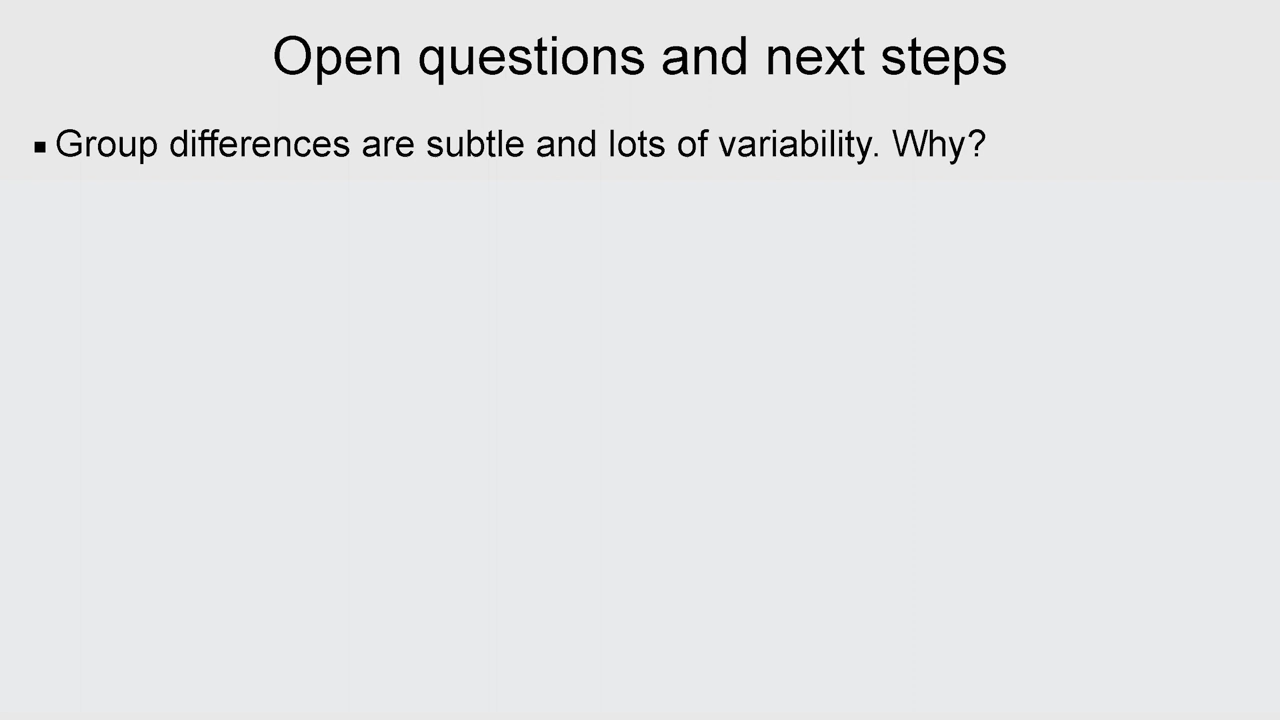 Open questions and next steps
▪ Group differences are subtle and lots of variability. Why?